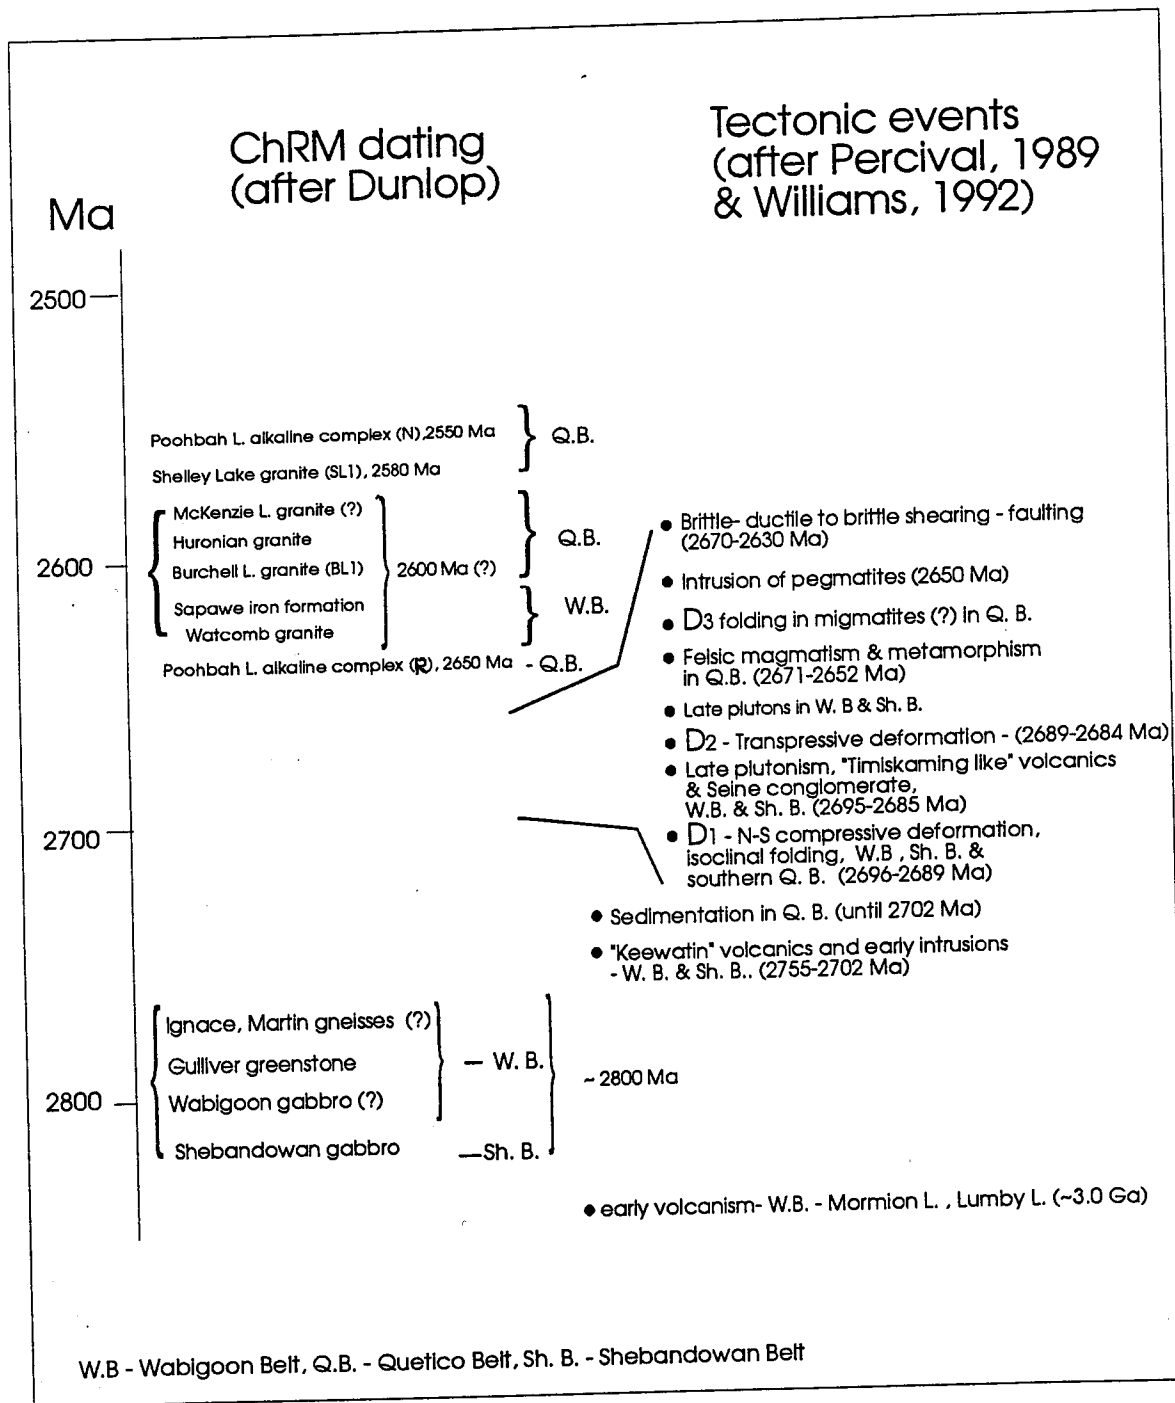 ChRM dating
(after Dunlop)
Tectonic events
(after Percival, 1989
& Williams, 1992)
Ma
2500
2600
2700
2800
Poohbah L. alkaline complex (N),2550 Ma
Q.B.
Shelley Lake granite (SL1), 2580 Ma
McKenzie L. granite (?)
Huronian granite
Burchell L. granite (BL1)
Sapawe iron formation
Watcomb granite
2600 Ma (?)
Q.B.
W.B.
Poohbah L. alkaline complex (R), 2650 Ma - Q.B.
• Brittle- ductile to brittle shearing - faulting
(2670-2630 Ma)
• Intrusion of pegmatites (2650 Ma)
• D3 folding in migmatites (?) in Q. B.
• Felsic magmatism & metamorphism
in Q.B. (2671-2652 Ma)
• Late plutons in W. B & Sh. B.
• D2 - Transpressive deformation - (2689-2684 Ma)
• Late plutonism, "Timiskaming like" volcanics
& Seine conglomerate,
W.B. & Sh. B. (2695-2685 Ma)
• D1 - N-S compressive deformation,
isoclinal folding, W.B , Sh. B. &
southern Q. B. (2696-2689 Ma)
• Sedimentation in Q. B. (until 2702 Ma)
• "Keewatin" volcanics and early intrusions
- W. B. & Sh. B.. (2755-2702 Ma)
Ignace, Martin gneisses (?)
Gulliver greenstone
Wabigoon gabbro (?)
— W. B.
Shebandowan gabbro
—Sh. B.
~ 2800 Ma
• early volcanism- W.B. - Mormion L. , Lumby L. (~3.0 Ga)
W.B - Wabigoon Belt, Q.B. - Quetico Belt, Sh. B. - Shebandowan Belt